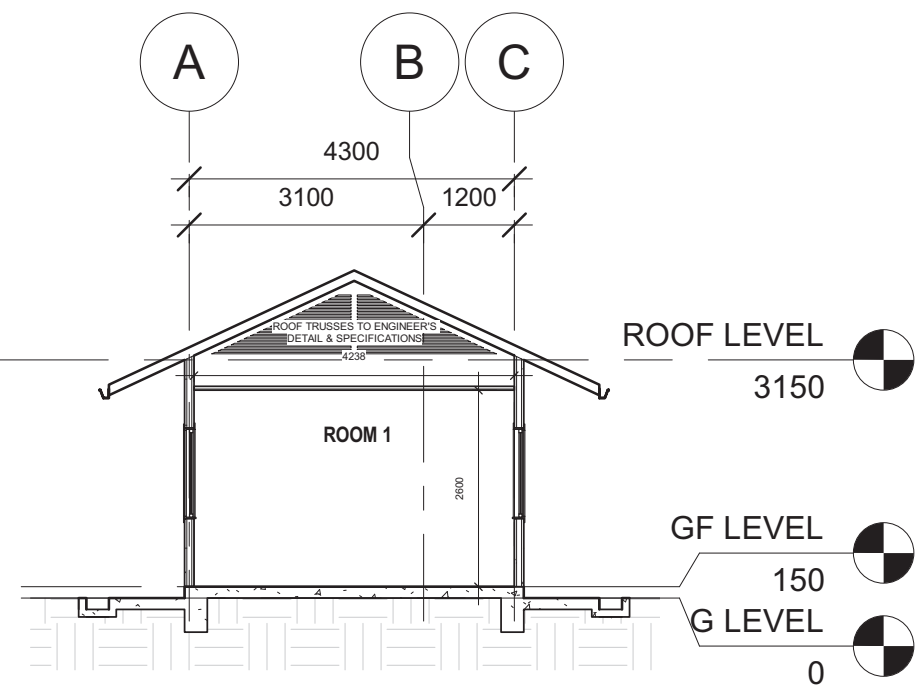 A B C
4300
3100 1200
ROOF TRUSSES TO ENGINEER'S
DETAIL & SPECIFICATIONS
4238
ROOF LEVEL
3150
ROOM 1
2600
GF LEVEL
150
G LEVEL
0